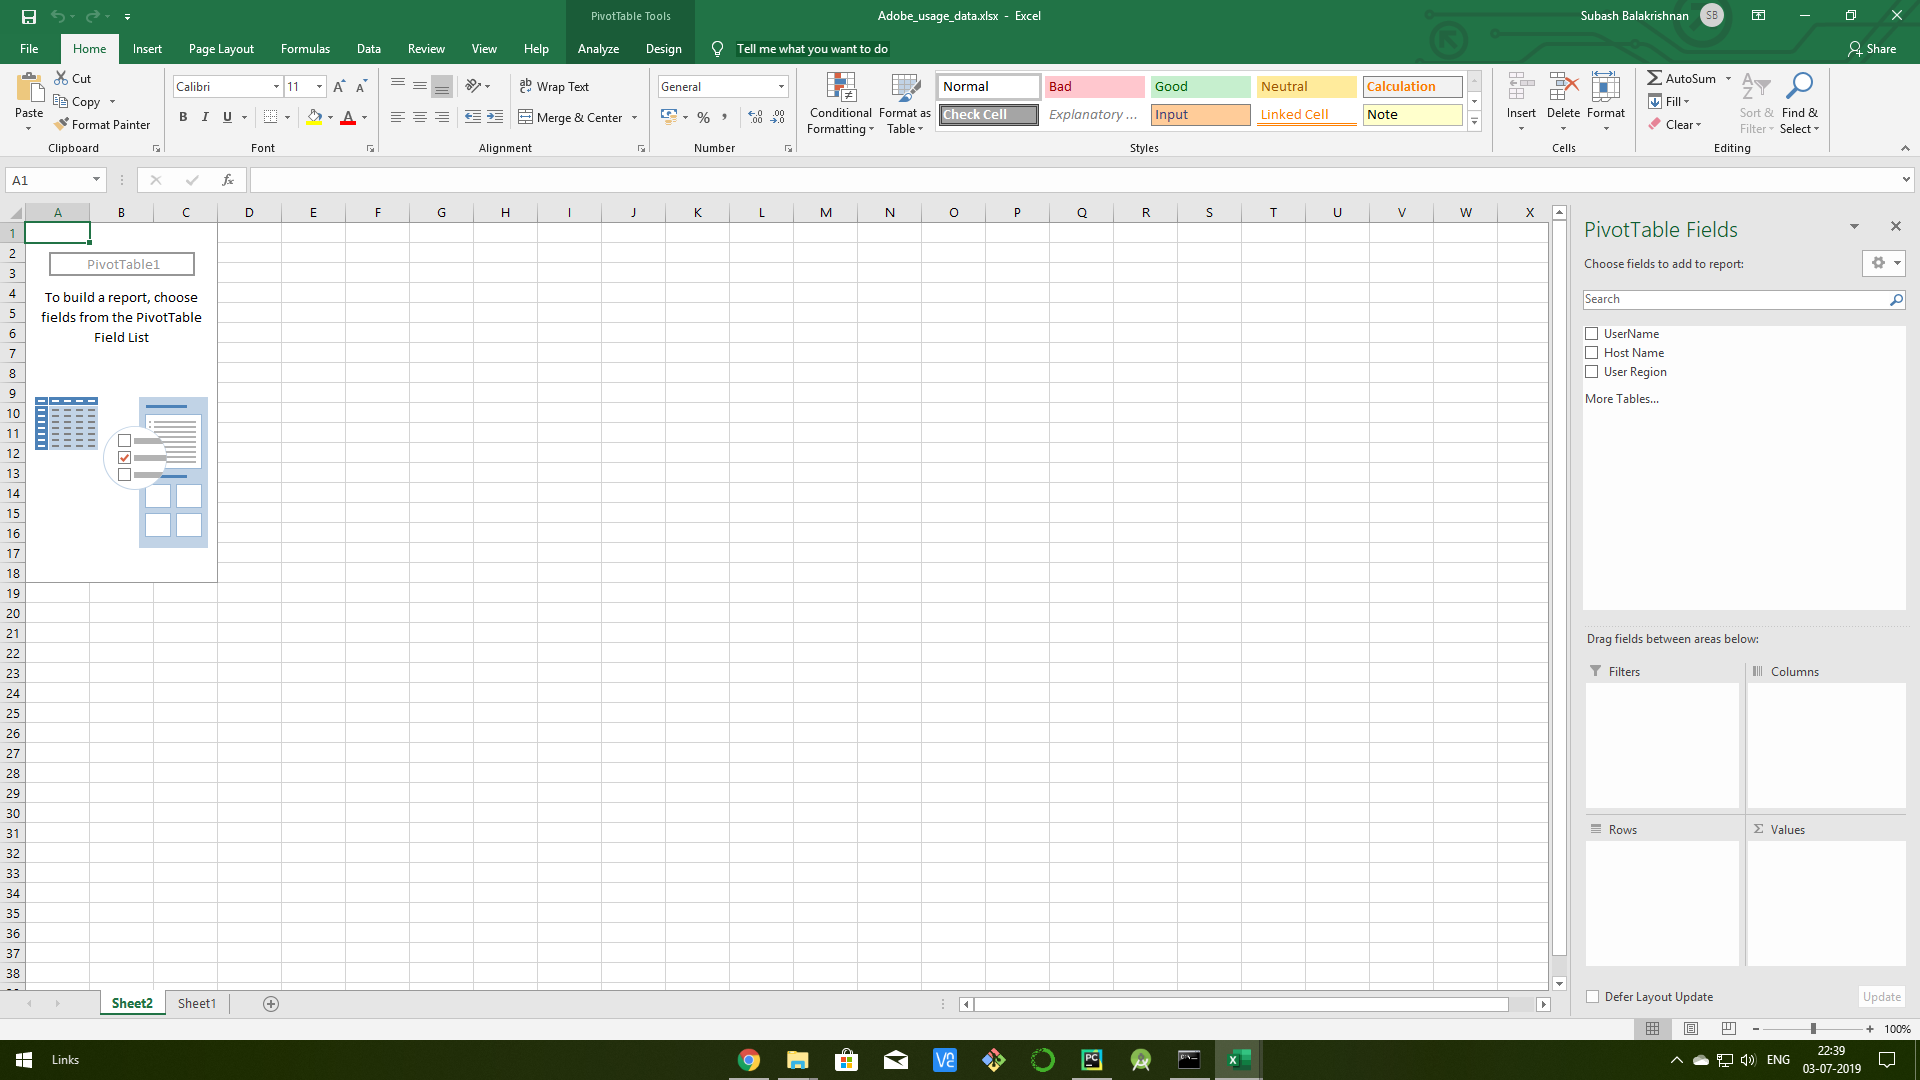 PivotTable Tools
Adobe_usage_data.xlsx - Excel
Subash Balakrishnan SB
File Home Insert Page Layout Formulas Data Review View Help Analyze Design Tell me what you want to do Share
Paste Cut Copy Format Painter
Clipboard
Calibri 11 A A
B I U A
Font
Wrap Text
Merge & Center
Alignment
General
% , .00 .0
Number
Conditional Formatting
Format as Table
Normal Bad Good Neutral Calculation
Check Cell Explanatory ... Input Linked Cell Note
Styles
Insert Delete Format
Cells
AutoSum
Fill
Clear
Sort & Filter
Find & Select
Editing
A1 fx
A B C D E F G H I J K L M N O P Q R S T U V W X
1
2
3
4
5
6
7
8
9
10
11
12
13
14
15
16
17
18
19
20
21
22
23
24
25
26
27
28
29
30
31
32
33
34
35
36
37
38
PivotTable1
To build a report, choose
fields from the PivotTable
Field List
PivotTable Fields
Choose fields to add to report:
Search
UserName
Host Name
User Region
More Tables...
Drag fields between areas below:
Filters Columns
Rows Σ Values
Defer Layout Update Update
Sheet2 Sheet1
100%
Links
PC
ENG
22:39
03-07-2019